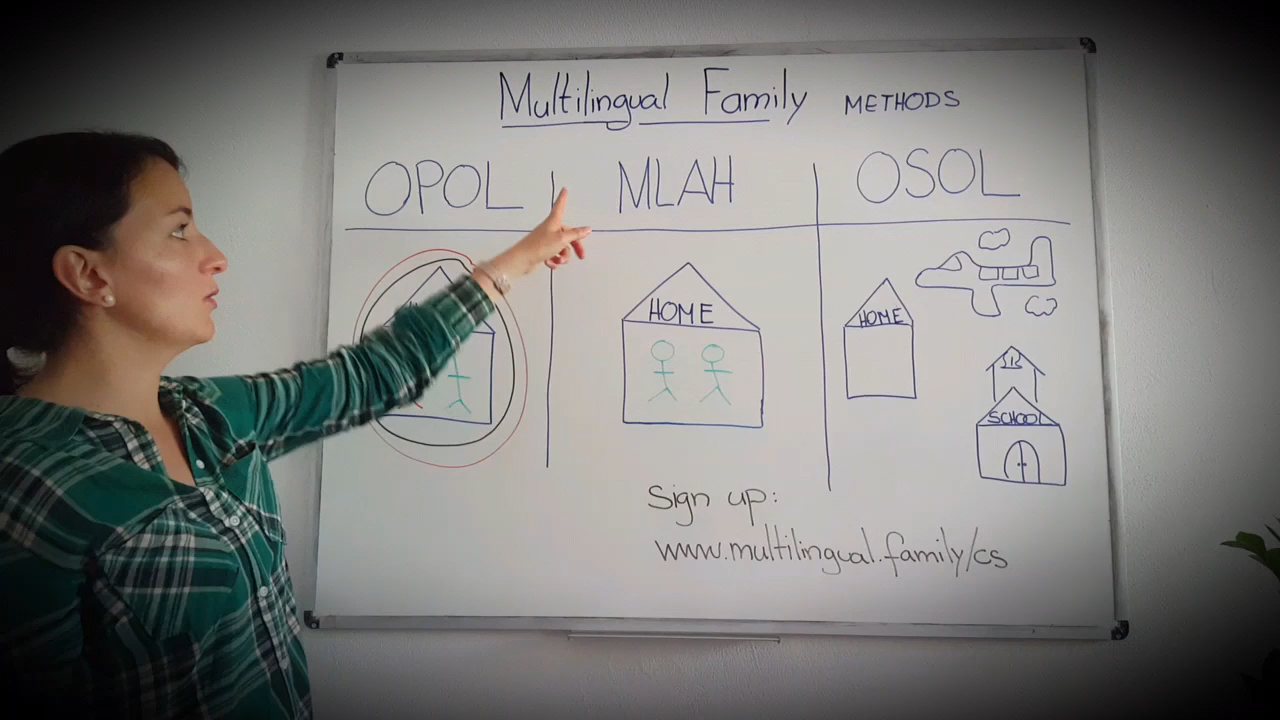 Multilingual Family METHODS
OPOL
MLAH
OSOL
HOME
HOME
SCHOOL
Sign up:
www.multilingual.family/cs